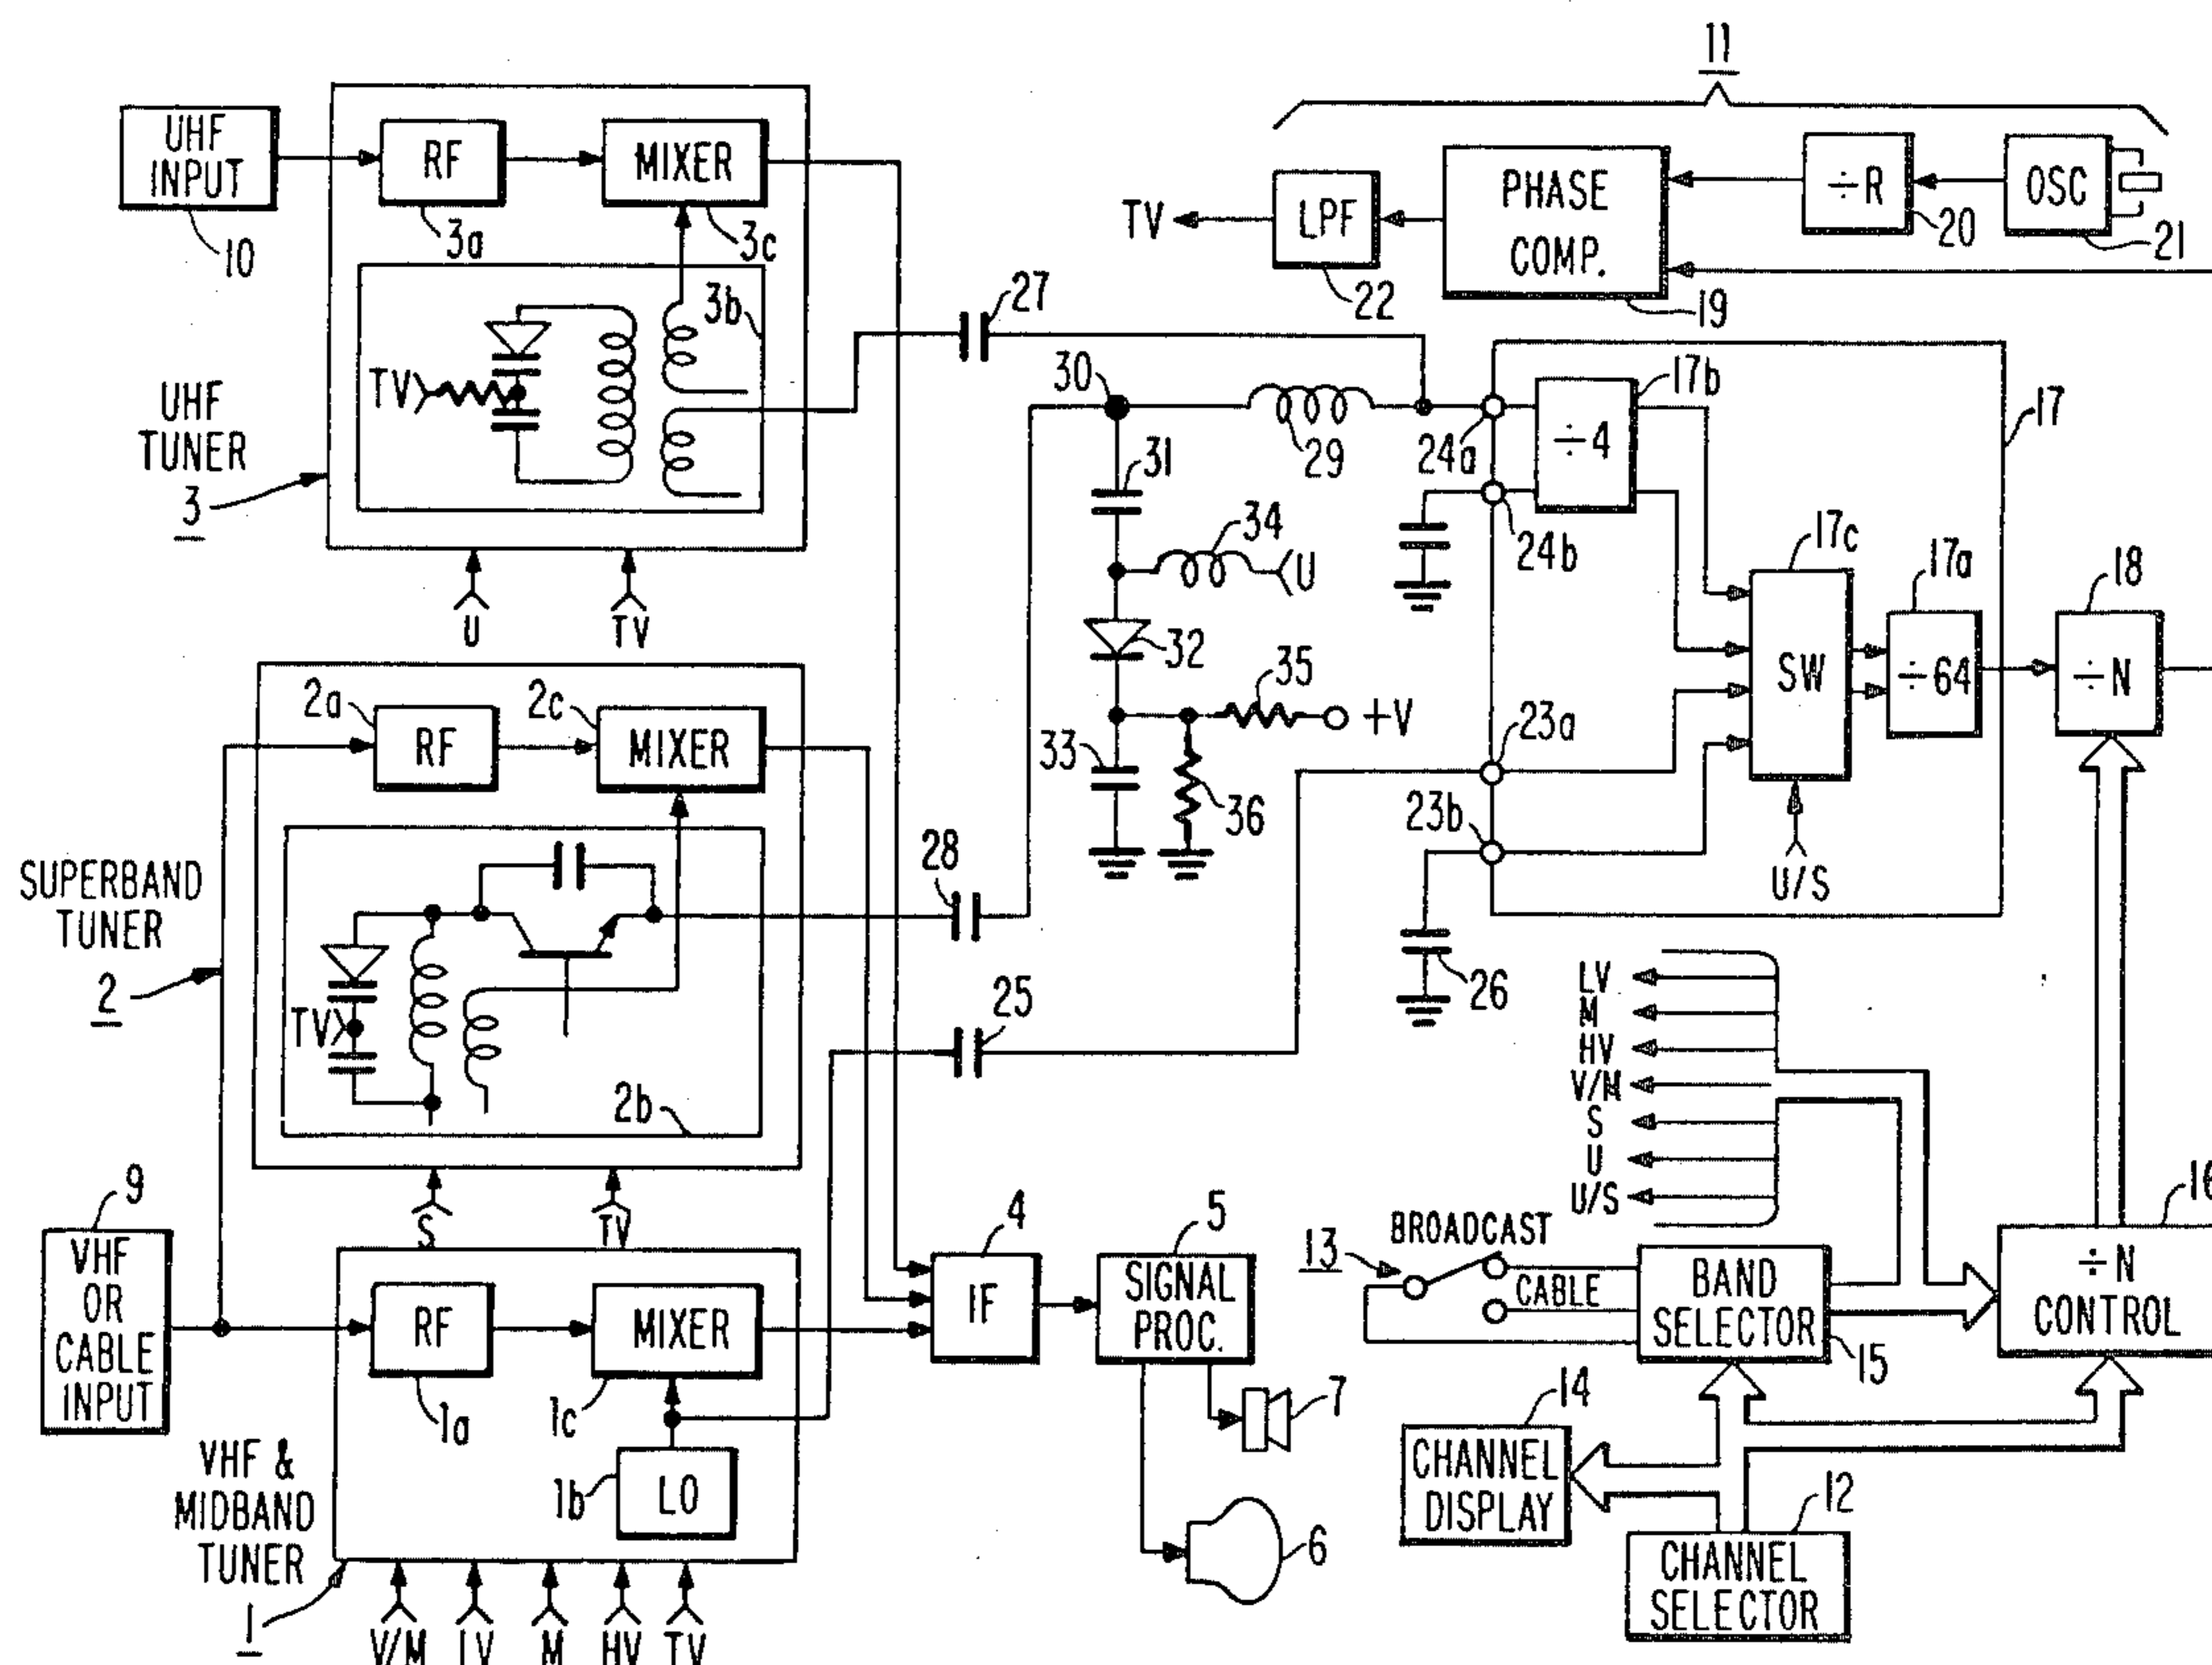 11
UHF
INPUT
10
RF
3a
MIXER
3c
3b
TV
UHF
TUNER
3
U
TV
27
TV
LPF
22
PHASE
COMP.
19
÷R
20
OSC
21
30
29
31
34
U
32
35
+V
33
36
24a
24b
17b
÷4
17
17c
SW
17a
÷64
18
÷N
23a
23b
U/S
26
2a
RF
2c
MIXER
SUPERBAND
TUNER
2
TV
2b
S
TV
28
25
LV
M
HV
V/M
S
U
U/S
9
VHF
OR
CABLE
INPUT
RF
1a
MIXER
1c
1b
LO
VHF &
MIDBAND
TUNER
1
V/M
LV
M
HV
TV
4
IF
5
SIGNAL
PROC.
7
6
13
BROADCAST
CABLE
BAND
SELECTOR
15
16
÷N
CONTROL
14
CHANNEL
DISPLAY
12
CHANNEL
SELECTOR